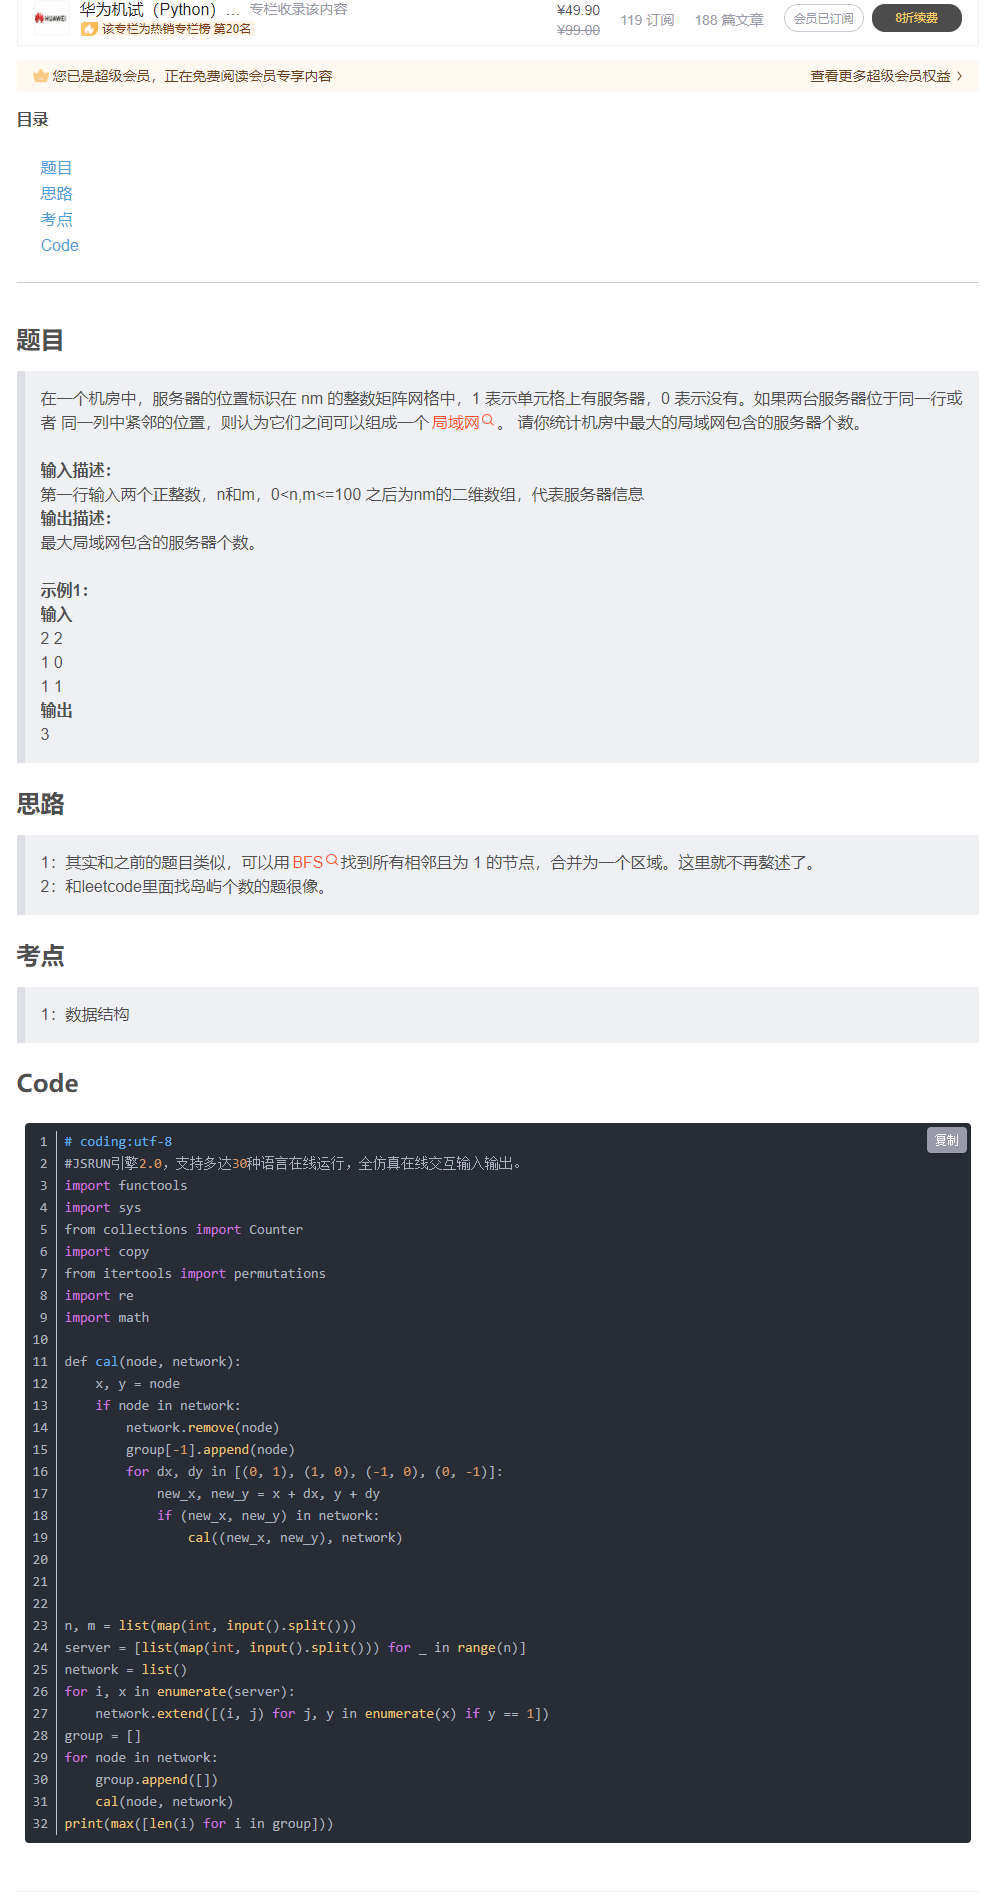 华为机试（Python） ... 专栏收录该内容
HUAWEI
该专栏为热销专栏榜 第20名
¥49.90
¥99.00
119 订阅
188 篇文章
会员已订阅
8折续费
您已是超级会员，正在免费阅读会员专享内容
查看更多超级会员权益 >
目录
题目
思路
考点
Code
题目
在一个机房中，服务器的位置标识在 nm 的整数矩阵网格中，1 表示单元格上有服务器，0 表示没有。如果两台服务器位于同一行或
者 同一列中紧邻的位置，则认为它们之间可以组成一个 局域网 。 请你统计机房中最大的局域网包含的服务器个数。
输入描述：
第一行输入两个正整数，n和m，0<n,m<=100 之后为nm的二维数组，代表服务器信息
输出描述：
最大局域网包含的服务器个数。
示例1：
输入
2 2
1 0
1 1
输出
3
思路
1：其实和之前的题目类似，可以用 BFS 找到所有相邻且为 1 的节点，合并为一个区域。这里就不再赘述了。
2：和leetcode里面找岛屿个数的题很像。
考点
1：数据结构
Code
复制
1 # coding:utf-8
2 #JSRUN引擎2.0，支持多达30种语言在线运行，全仿真在线交互输入输出。
3 import functools
4 import sys
5 from collections import Counter
6 import copy
7 from itertools import permutations
8 import re
9 import math
10
11 def cal(node, network):
12     x, y = node
13     if node in network:
14         network.remove(node)
15         group[-1].append(node)
16         for dx, dy in [(0, 1), (1, 0), (-1, 0), (0, -1)]:
17             new_x, new_y = x + dx, y + dy
18             if (new_x, new_y) in network:
19                 cal((new_x, new_y), network)
20
21
22
23 n, m = list(map(int, input().split()))
24 server = [list(map(int, input().split())) for _ in range(n)]
25 network = list()
26 for i, x in enumerate(server):
27     network.extend([(i, j) for j, y in enumerate(x) if y == 1])
28 group = []
29 for node in network:
30     group.append([])
31     cal(node, network)
32 print(max([len(i) for i in group]))